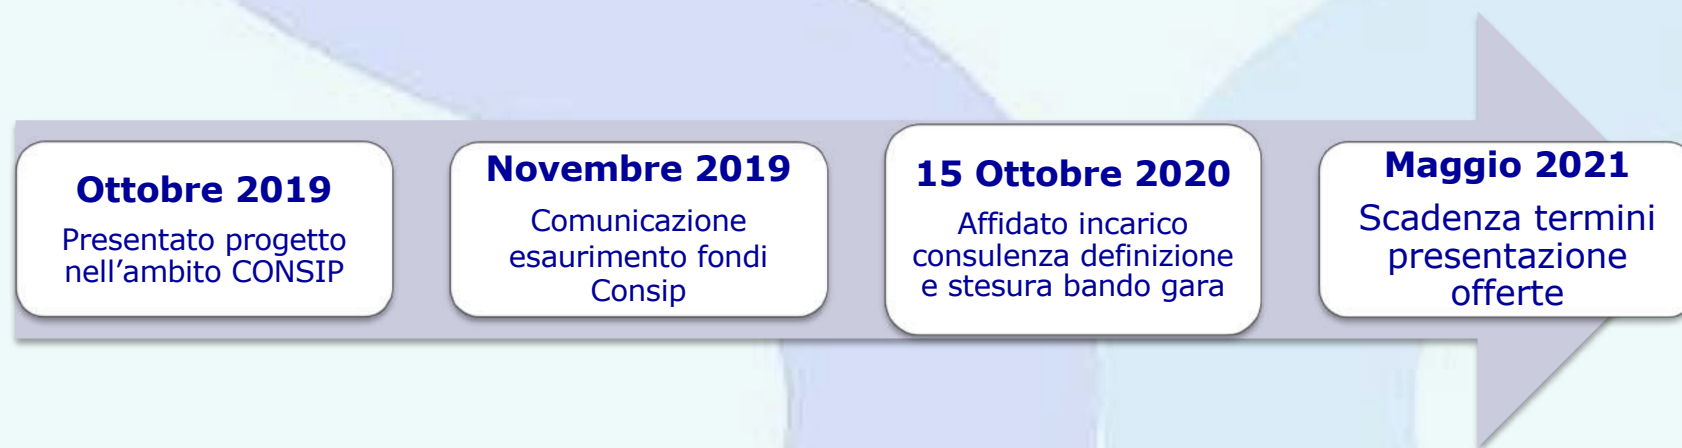 Ottobre 2019
Presentato progetto
nell’ambito CONSIP
Novembre 2019
Comunicazione
esaurimento fondi
Consip
15 Ottobre 2020
Affidato incarico
consulenza definizione
e stesura bando gara
Maggio 2021
Scadenza termini
presentazione
offerte